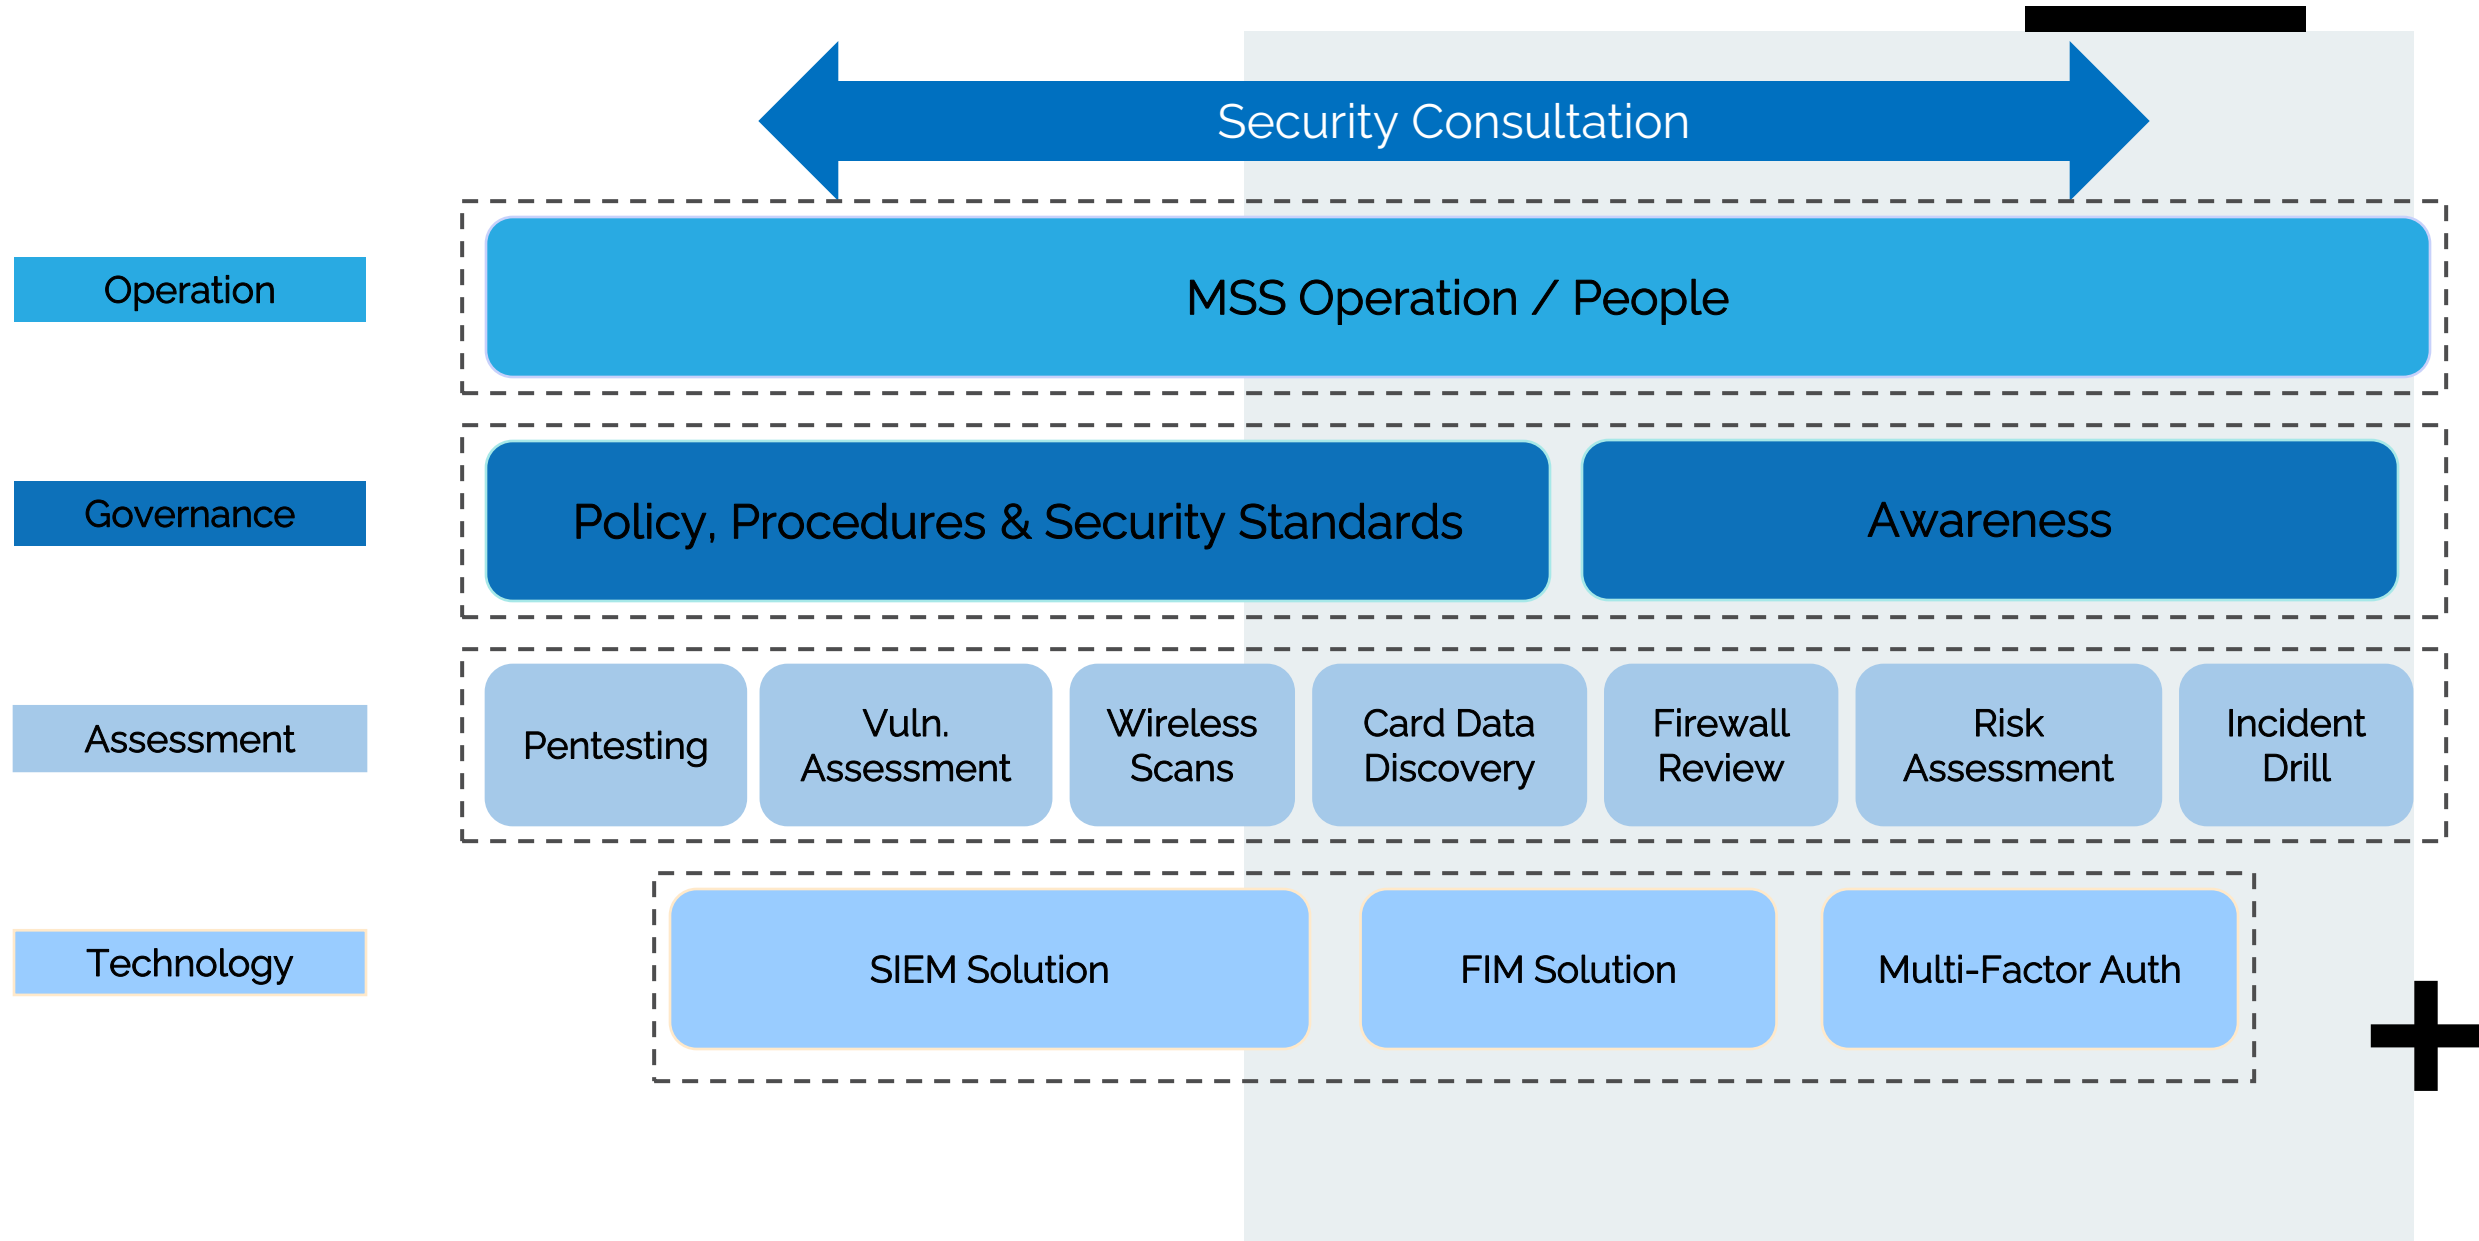 Security Consultation
Operation
MSS Operation / People
Governance
Policy, Procedures & Security Standards
Awareness
Assessment
Pentesting
Vuln.
Assessment
Wireless
Scans
Card Data
Discovery
Firewall
Review
Risk
Assessment
Incident
Drill
Technology
SIEM Solution
FIM Solution
Multi-Factor Auth